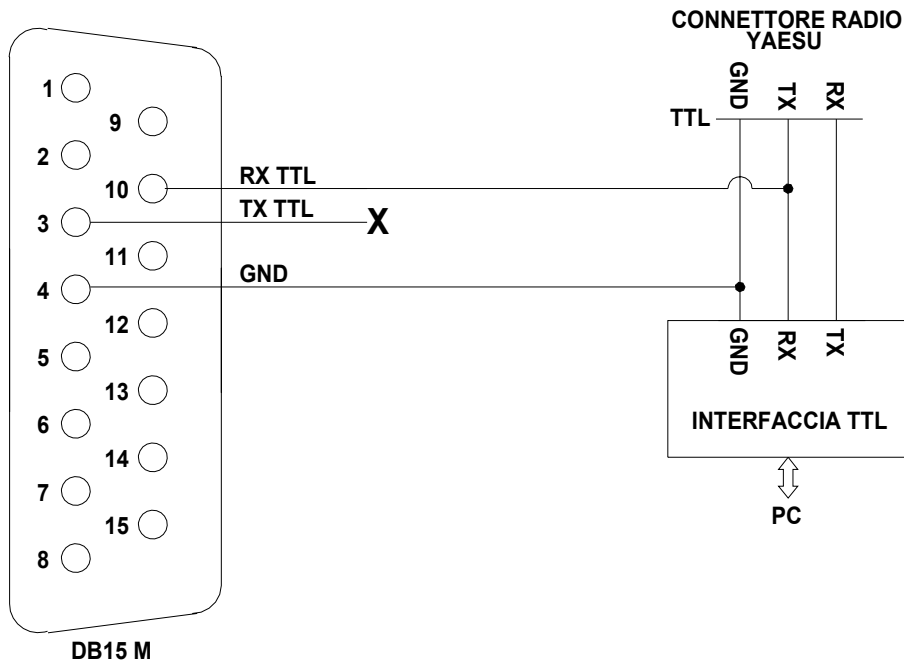 CONNETTORE RADIO
YAESU
GND
TX
RX
TTL
1
9
2
10
RX TTL
3
TX TTL
X
11
4
GND
12
5
13
6
14
7
15
8
GND
RX
TX
INTERFACCIA TTL
PC
DB15 M